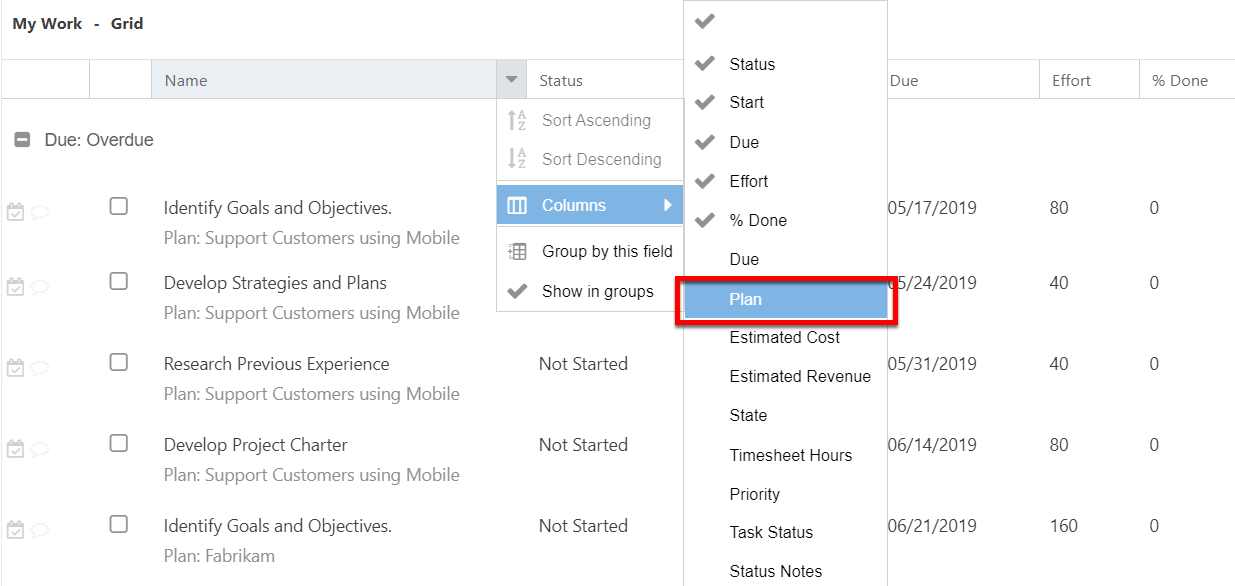 My Work - Grid
Name
Status
Due
Effort
% Done
Sort Ascending
Sort Descending
Columns
Group by this field
Show in groups
Status
Start
Due
Effort
% Done
Due
Plan
Estimated Cost
Estimated Revenue
State
Timesheet Hours
Priority
Task Status
Status Notes
Due: Overdue
Identify Goals and Objectives.
05/17/2019 80 0
Plan: Support Customers using Mobile
Develop Strategies and Plans
05/24/2019 40 0
Plan: Support Customers using Mobile
Research Previous Experience Not Started 05/31/2019 40 0
Plan: Support Customers using Mobile
Develop Project Charter Not Started 06/14/2019 80 0
Plan: Support Customers using Mobile
Identify Goals and Objectives. Not Started 06/21/2019 160 0
Plan: Fabrikam